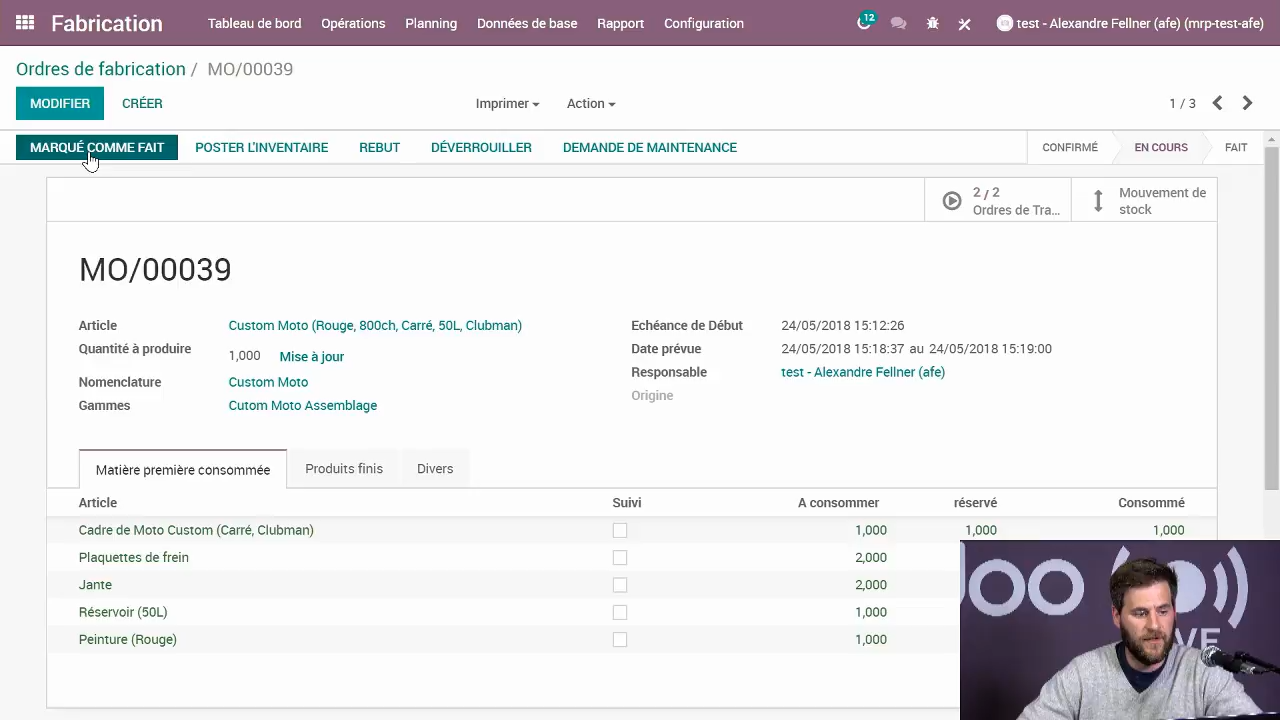 Fabrication
Tableau de bord Opérations Planning Données de base Rapport Configuration
12
test - Alexandre Fellner (afe) (mrp-test-afe)
Ordres de fabrication / MO/00039
MODIFIER CRÉER
Imprimer Action
1 / 3
MARQUÉ COMME FAIT POSTER L'INVENTAIRE REBUT DÉVERROUILLER DEMANDE DE MAINTENANCE
CONFIRMÉ EN COURS FAIT
2 / 2
Ordres de Tra...
Mouvement de
stock
MO/00039
Article Custom Moto (Rouge, 800ch, Carré, 50L, Clubman)
Quantité à produire 1,000 Mise à jour
Nomenclature Custom Moto
Gammes Cutom Moto Assemblage
Echéance de Début 24/05/2018 15:12:26
Date prévue 24/05/2018 15:18:37 au 24/05/2018 15:19:00
Responsable test - Alexandre Fellner (afe)
Origine
Matière première consommée Produits finis Divers
Article Suivi A consommer réservé Consommé
Cadre de Moto Custom (Carré, Clubman) 1,000 1,000 1,000
Plaquettes de frein 2,000
Jante 2,000
Réservoir (50L) 1,000
Peinture (Rouge) 1,000